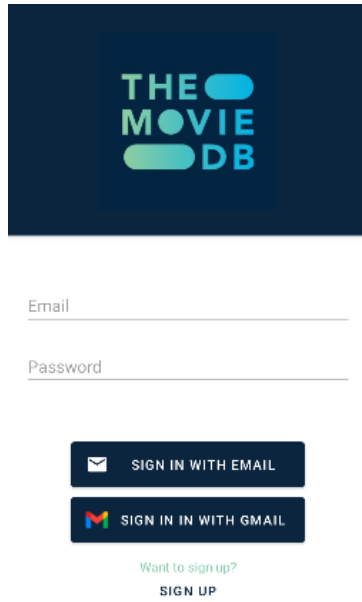 THE
MOVIE
DB
Email
Password
SIGN IN WITH EMAIL
SIGN IN IN WITH GMAIL
Want to sign up?
SIGN UP